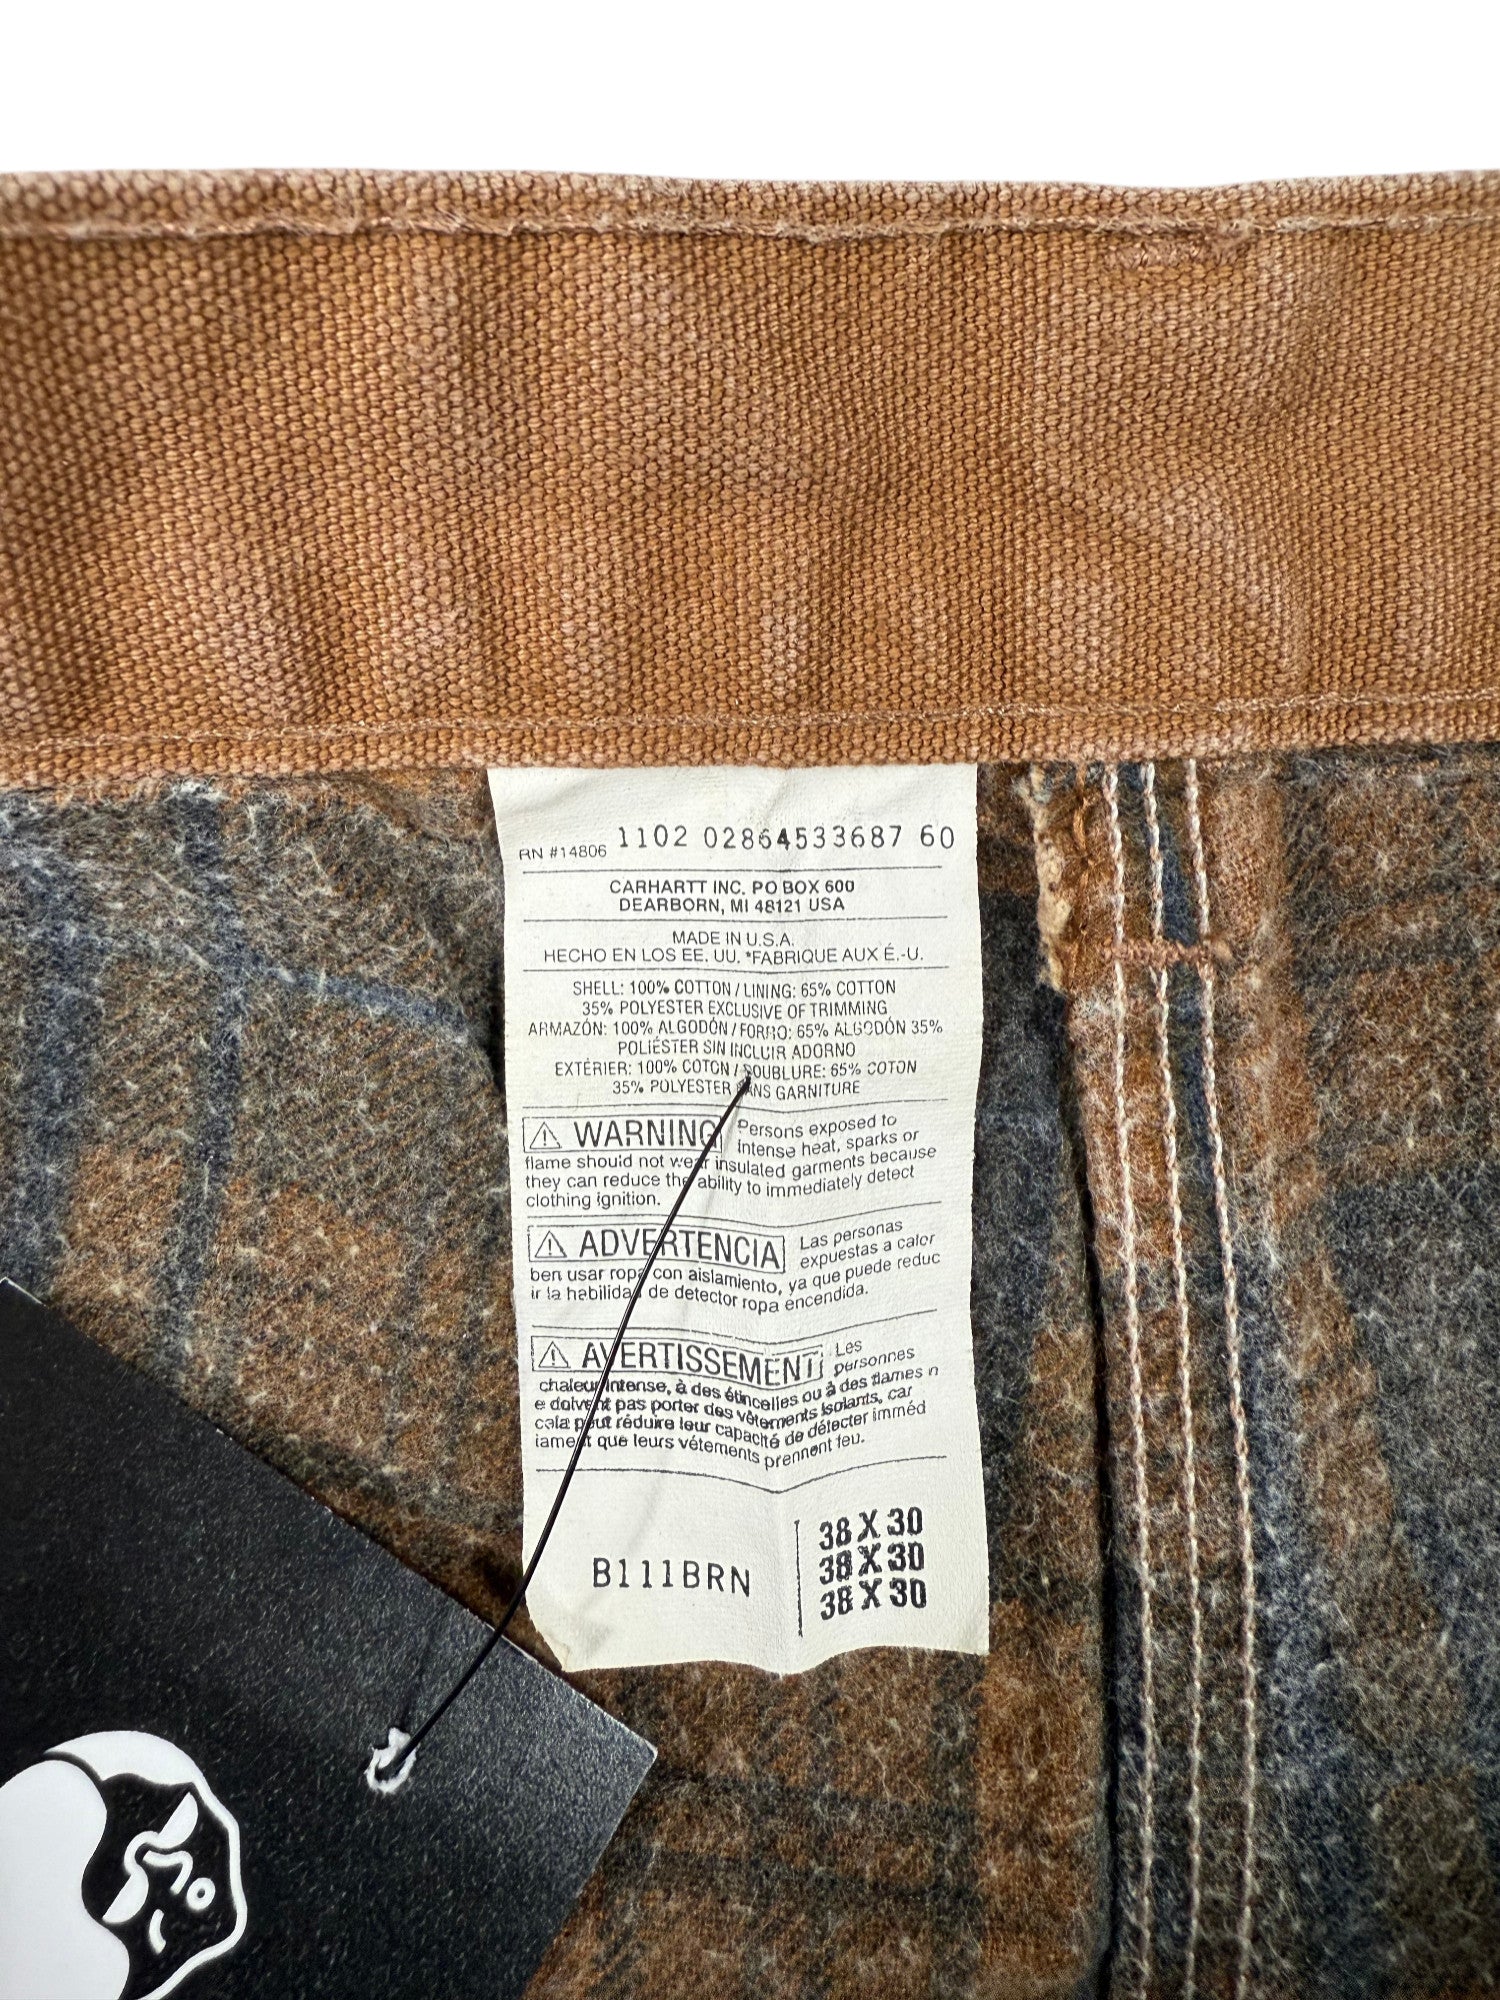 RN #14806 1102 02864533687 60
CARHARTT INC. PO BOX 600
DEARBORN, MI 48121 USA
MADE IN U.S.A.
HECHO EN LOS EE. UU. *FABRIQUE AUX É.-U.
SHELL: 100% COTTON / LINING: 65% COTTON
35% POLYESTER EXCLUSIVE OF TRIMMING
ARMAZÓN: 100% ALGODÓN / FORRO: 65% ALGODÓN 35%
POLIÉSTER SIN INCLUIR ADORNO
EXTÉRIER: 100% COTON / SOUBLURE: 65% COTON
35% POLYESTER SANS GARNITURE
⚠ WARNING Persons exposed to
intense heat, sparks or
flame should not wear insulated garments because
they can reduce the ability to immediately detect
clothing ignition.
⚠ ADVERTENCIA Las personas
expuestas a calor
ben usar ropa con aislamiento, ya que puede reduc
ir la habilidad de detector ropa encendida.
⚠ AVERTISSEMENT Les
personnes
chaleur intense, à des étincelles ou à des flames n
e doivent pas porter des vêtements isolants, car
cela peut réduire leur capacité de détecter imméd
iament que leurs vétements prennent feu.
B111BRN
38 X 30
38 X 30
38 X 30